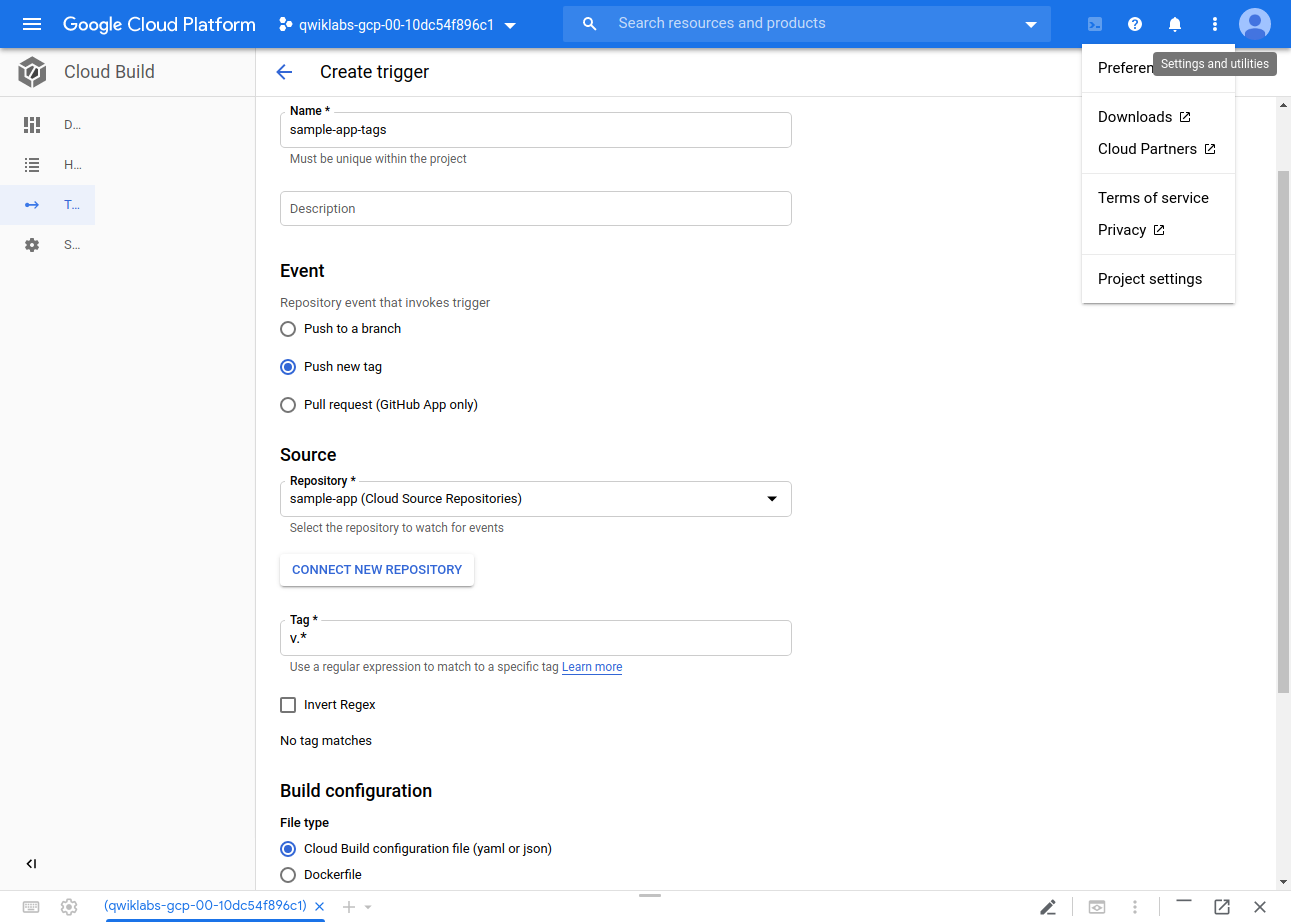 Google Cloud Platform
qwiklabs-gcp-00-10dc54f896c1
Search resources and products
Cloud Build
Create trigger
Settings and utilities
Preferen
Downloads
Cloud Partners
Terms of service
Privacy
Project settings
D...
H...
T...
S...
Name *
sample-app-tags
Must be unique within the project
Description
Event
Repository event that invokes trigger
Push to a branch
Push new tag
Pull request (GitHub App only)
Source
Repository *
sample-app (Cloud Source Repositories)
Select the repository to watch for events
CONNECT NEW REPOSITORY
Tag *
v.*
Use a regular expression to match to a specific tag Learn more
Invert Regex
No tag matches
Build configuration
File type
Cloud Build configuration file (yaml or json)
Dockerfile
(qwiklabs-gcp-00-10dc54f896c1)